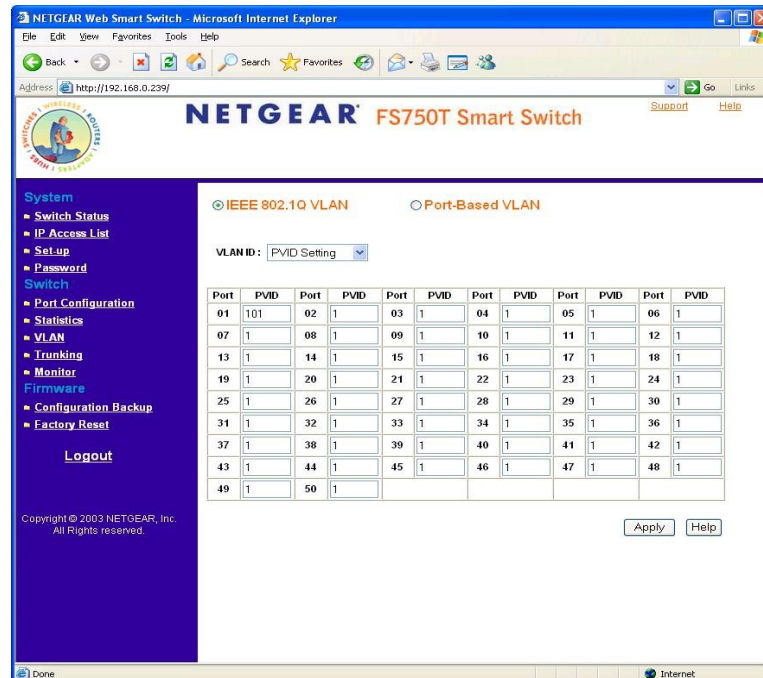 NETGEAR Web Smart Switch - Microsoft Internet Explorer
File Edit View Favorites Tools Help
Back Search Favorites
Address http://192.168.0.239/ Go Links
SWITCHES WIRELESS ROUTERS ADAPTERS HUBS
NETGEAR FS750T Smart Switch
Support Help
System
Switch Status
IP Access List
Set-up
Password
Switch
Port Configuration
Statistics
VLAN
Trunking
Monitor
Firmware
Configuration Backup
Factory Reset
Logout
Copyright © 2003 NETGEAR, Inc.
All Rights reserved.
IEEE 802.1Q VLAN Port-Based VLAN
VLAN ID : PVID Setting
Port PVID Port PVID Port PVID Port PVID Port PVID Port PVID
01 101 02 1 03 1 04 1 05 1 06 1
07 1 08 1 09 1 10 1 11 1 12 1
13 1 14 1 15 1 16 1 17 1 18 1
19 1 20 1 21 1 22 1 23 1 24 1
25 1 26 1 27 1 28 1 29 1 30 1
31 1 32 1 33 1 34 1 35 1 36 1
37 1 38 1 39 1 40 1 41 1 42 1
43 1 44 1 45 1 46 1 47 1 48 1
49 1 50 1
Apply Help
Done Internet